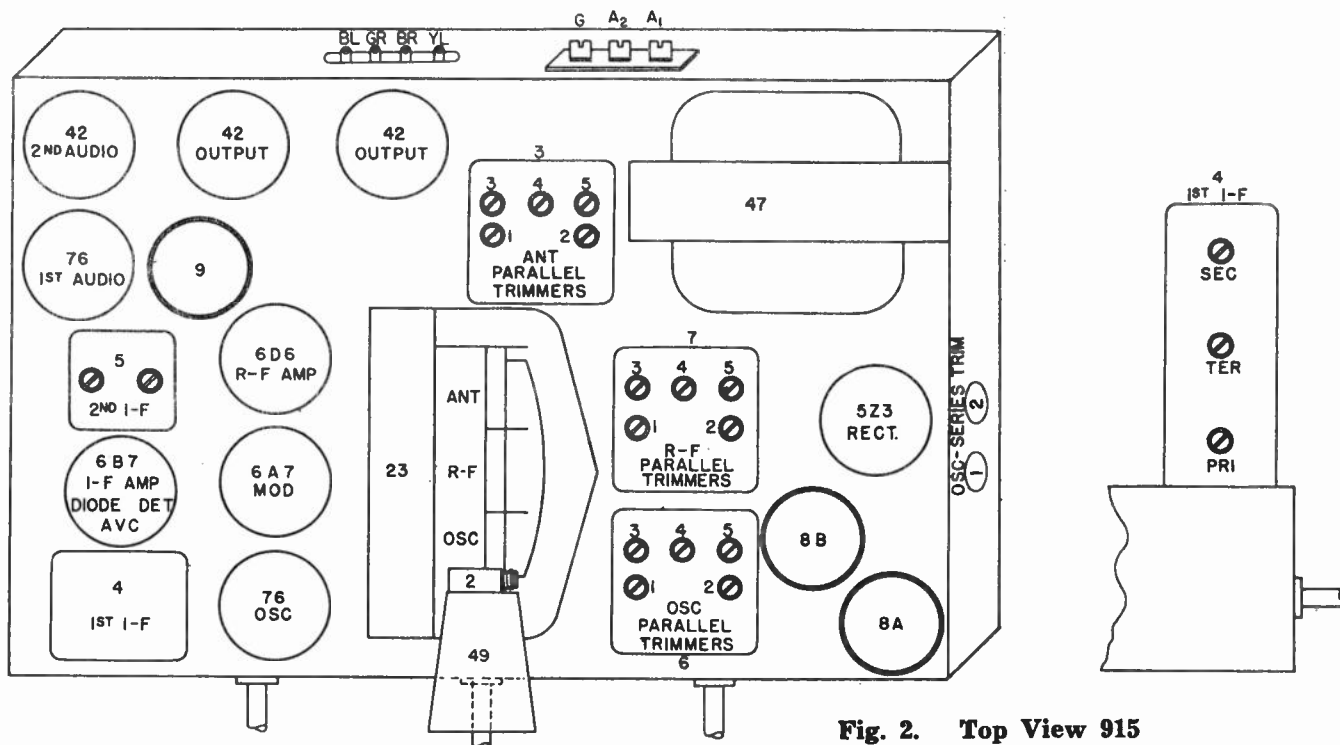 G A2 A1
BL GR BR YL
42
2ND AUDIO
42
OUTPUT
42
OUTPUT
3
3 4 5
1 2
ANT
PARALLEL
TRIMMERS
47
4
1ST I-F
SEC
TER
PRI
76
1ST AUDIO
9
5
2ND I-F
6D6
R-F AMP
6B7
I-F AMP
DIODE DET
AVC
6A7
MOD
4
1ST I-F
76
OSC
23
ANT
R-F
OSC
2
49
49
7
3 4 5
1 2
R-F
PARALLEL
TRIMMERS
3 4 5
1 2
OSC
PARALLEL
TRIMMERS
6
5Z3
RECT.
8B
8A
OSC-SERIES TRIM
1 2
Fig. 2. Top View 915